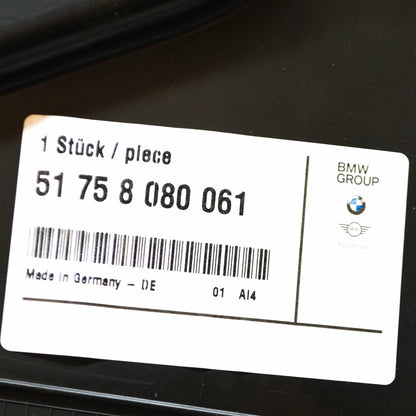 1 Stück / piece
51 75 8 080 061
Made in Germany – DE 01 AI4
BMW
GROUP